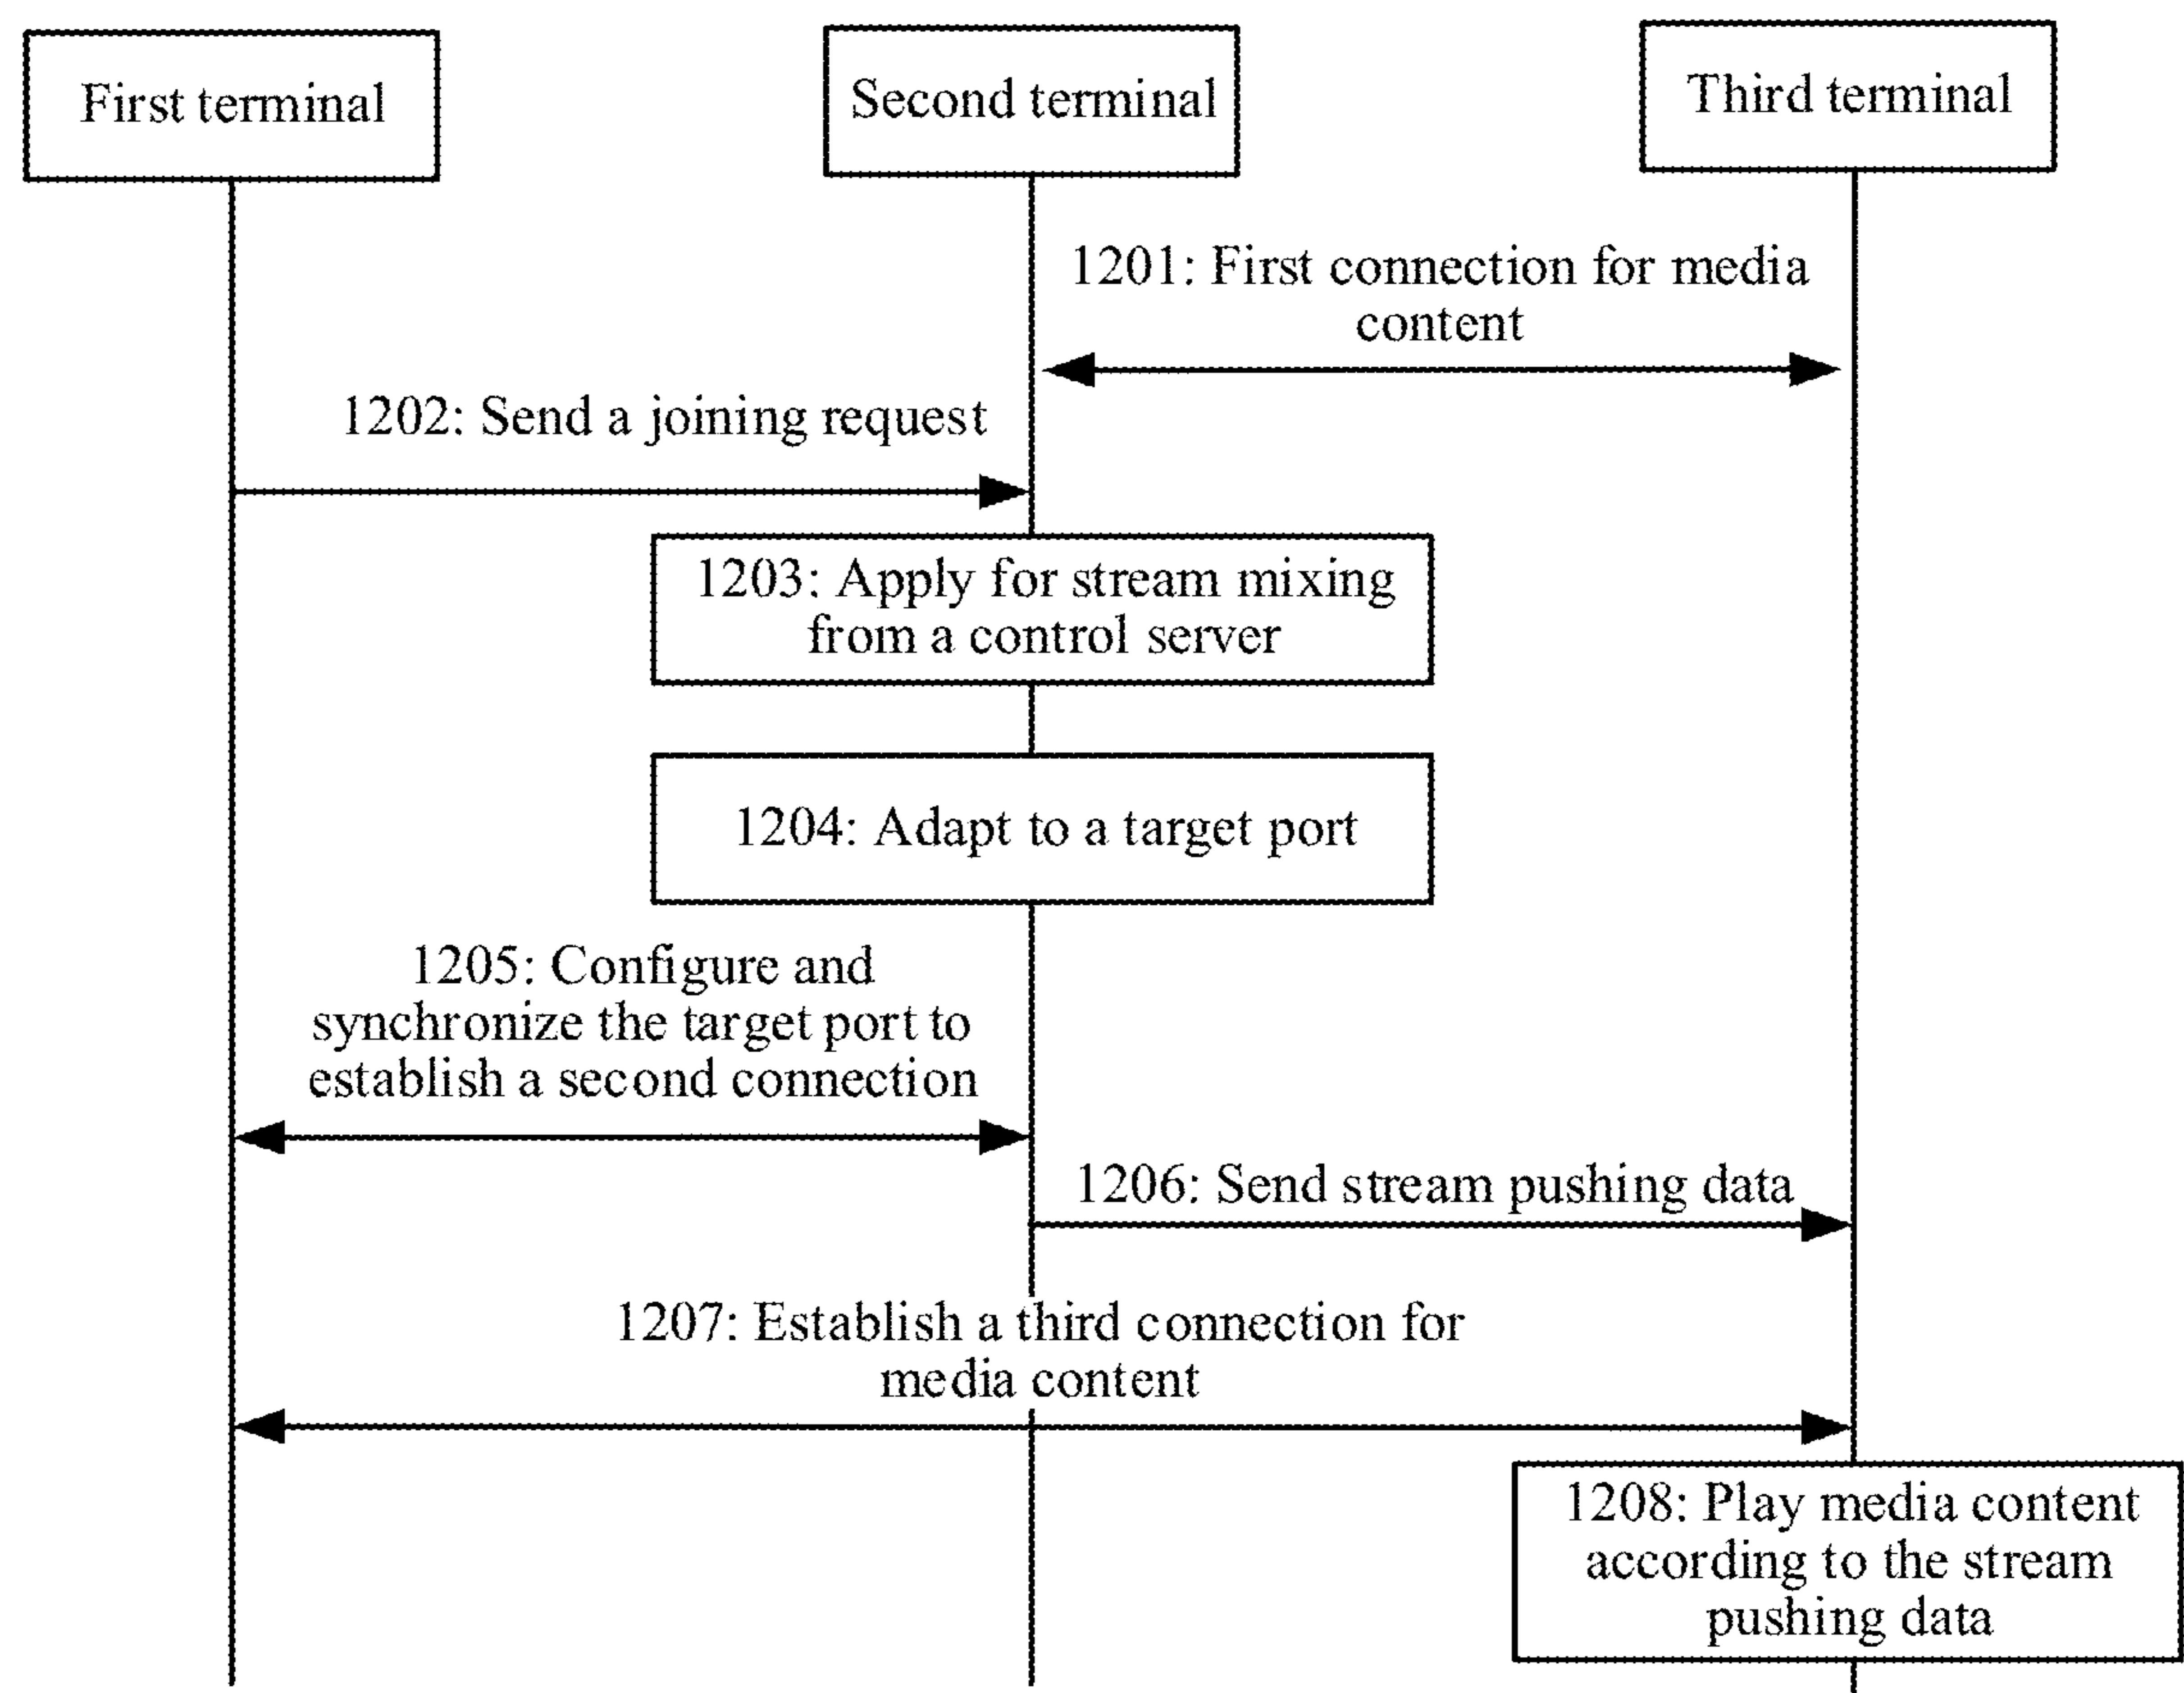 First terminal
Second terminal
Third terminal
1201: First connection for media
content
1202: Send a joining request
1203: Apply for stream mixing
from a control server
1204: Adapt to a target port
1205: Configure and
synchronize the target port to
establish a second connection
1206: Send stream pushing data
1207: Establish a third connection for
media content
1208: Play media content
according to the stream
pushing data